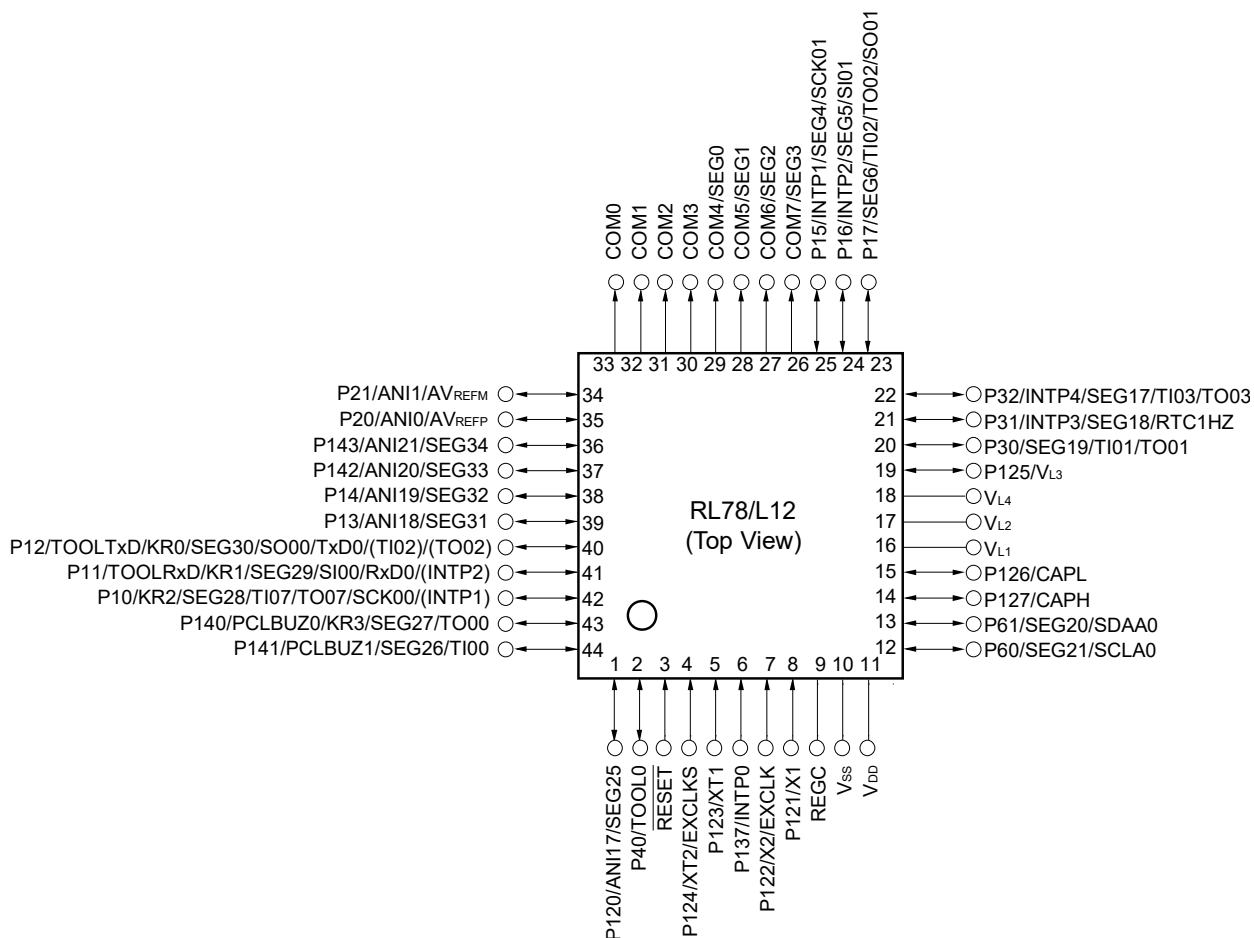 COM0
COM1
COM2
COM3
COM4/SEG0
COM5/SEG1
COM6/SEG2
COM7/SEG3
P15/INTP1/SEG4/SCK01
P16/INTP2/SEG5/SI01
P17/SEG6/TI02/TO02/SO01
33 32 31 30 29 28 27 26 25 24 23
P21/ANI1/AVREFM 34
P20/ANI0/AVREFP 35
P143/ANI21/SEG34 36
P142/ANI20/SEG33 37
P14/ANI19/SEG32 38
P13/ANI18/SEG31 39
P12/TOOLTxD/KR0/SEG30/SO00/TxD0/(TI02)/(TO02) 40
P11/TOOLRxD/KR1/SEG29/SI00/RxD0/(INTP2) 41
P10/KR2/SEG28/TI07/TO07/SCK00/(INTP1) 42
P140/PCLBUZ0/KR3/SEG27/TO00 43
P141/PCLBUZ1/SEG26/TI00 44
RL78/L12
(Top View)
22 P32/INTP4/SEG17/TI03/TO03
21 P31/INTP3/SEG18/RTC1HZ
20 P30/SEG19/TI01/TO01
19 P125/VL3
18 VL4
17 VL2
16 VL1
15 P126/CAPL
14 P127/CAPH
13 P61/SEG20/SDAA0
12 P60/SEG21/SCLA0
1 2 3 4 5 6 7 8 9 10 11
P120/ANI17/SEG25
P40/TOOL0
RESET
P124/XT2/EXCLKS
P123/XT1
P137/INTP0
P122/X2/EXCLK
P121/X1
REGC
VSS
VDD